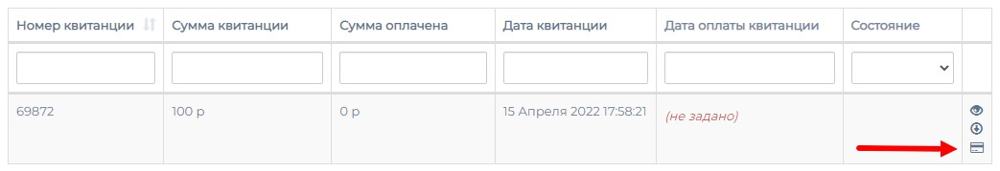 Номер квитанции Сумма квитанции Сумма оплачена Дата квитанции Дата оплаты квитанции Состояние
69872 100 р 0 р 15 Апреля 2022 17:58:21 (не задано)